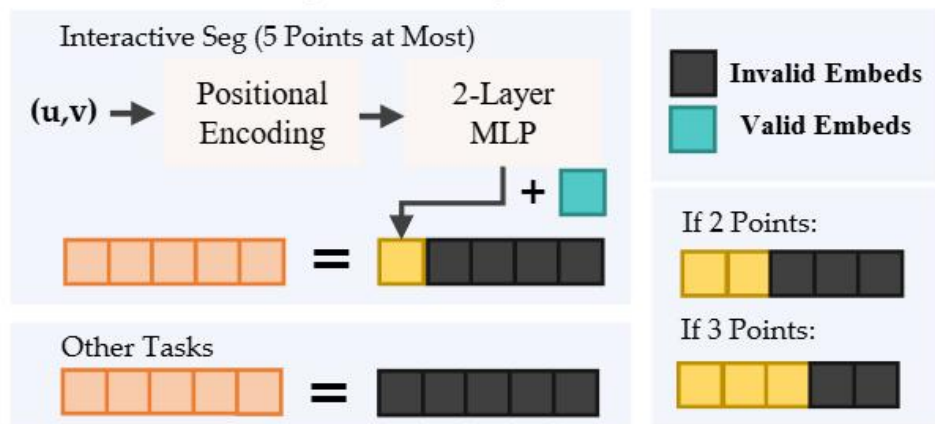 Interactive Seg (5 Points at Most)
(u,v)
Positional
Encoding
2-Layer
MLP
+
=
Other Tasks
=
Invalid Embeds
Valid Embeds
If 2 Points:
If 3 Points: